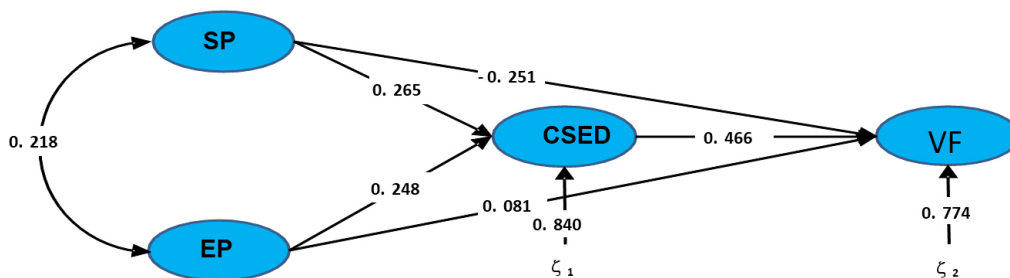 SP
- 0. 251
0. 265
0. 218
CSED
0. 466
VF
0. 248
0. 081
0. 840
0. 774
EP
ζ 1
ζ 2